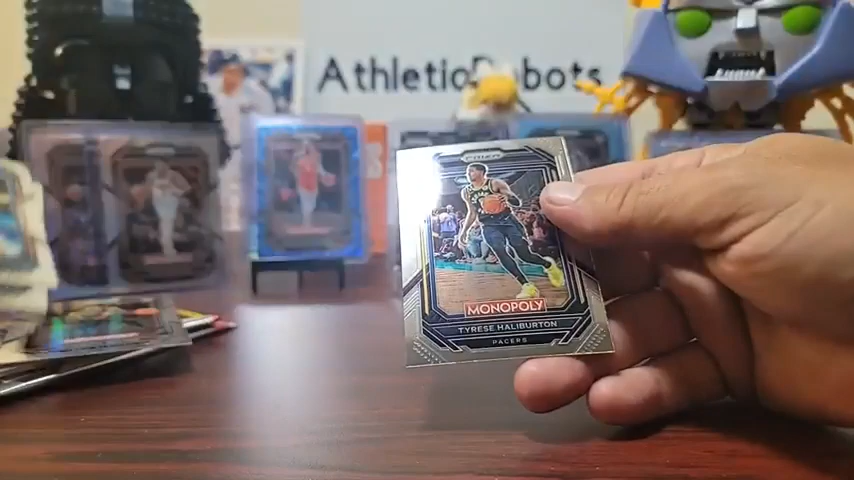 AthleticRobots
PRIZM
MONOPOLY
TYRESE HALIBURTON
PACERS